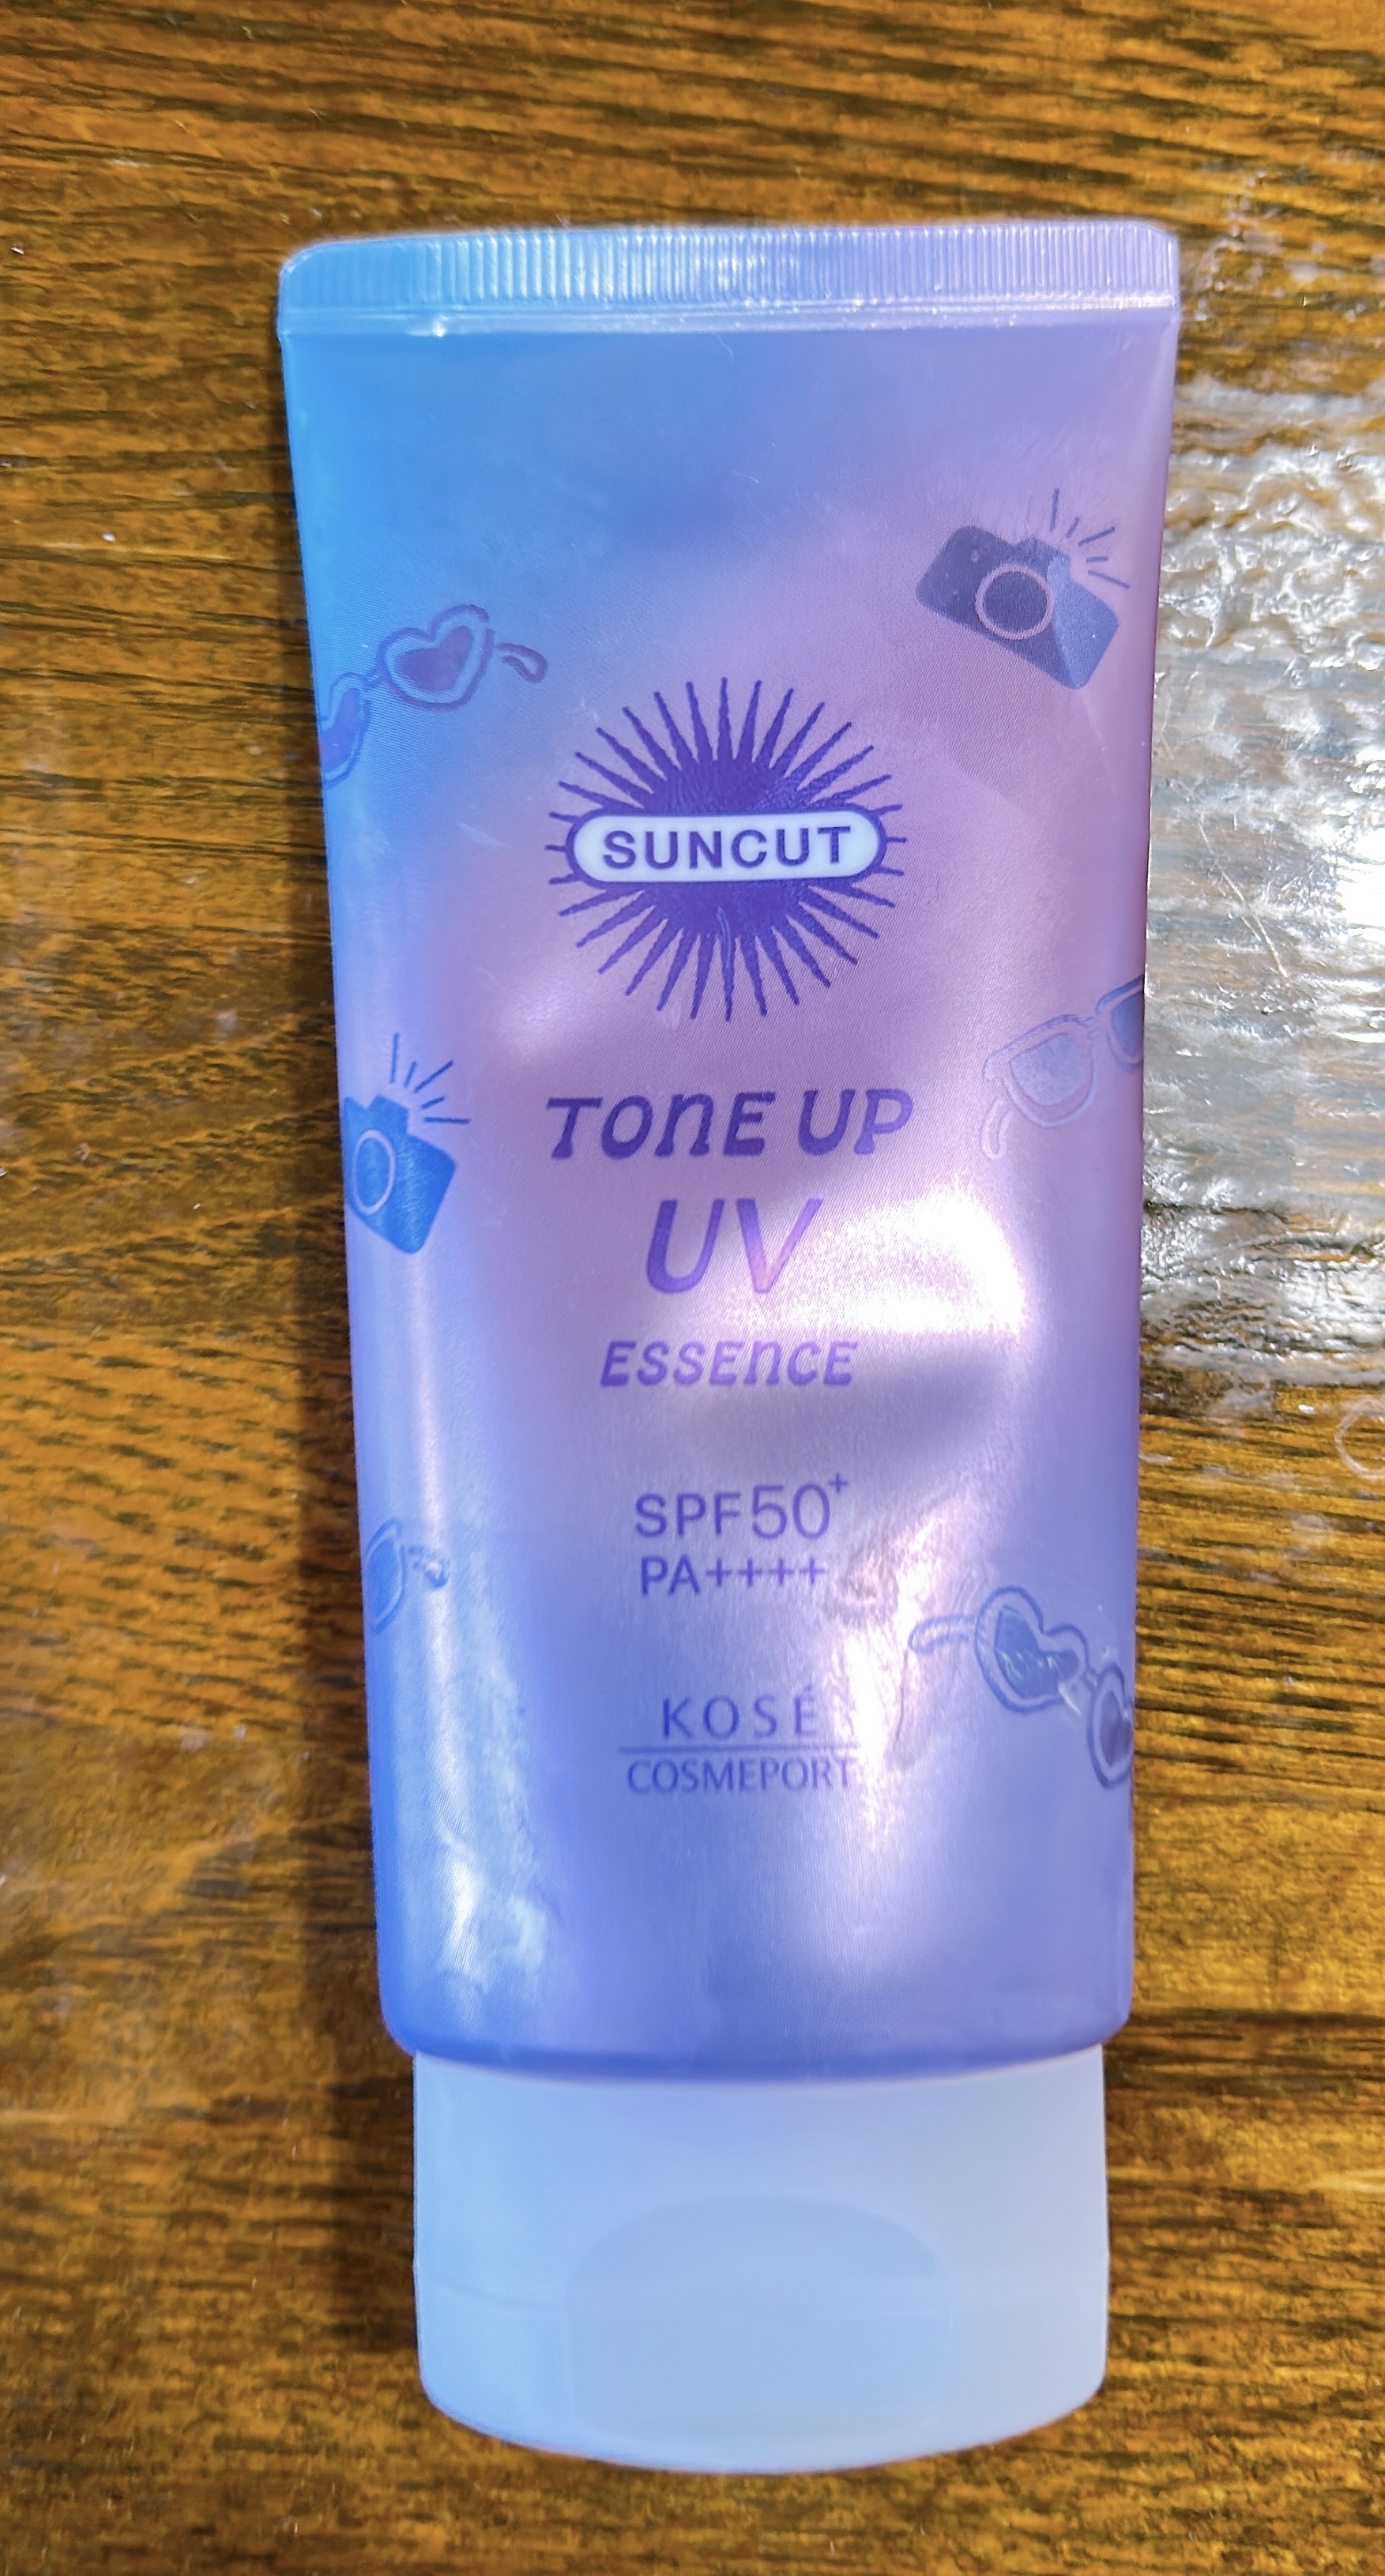 SUNCUT
TONE UP
UV
ESSENCE
SPF50+
PA++++
KOSÉ
COSMEPORT